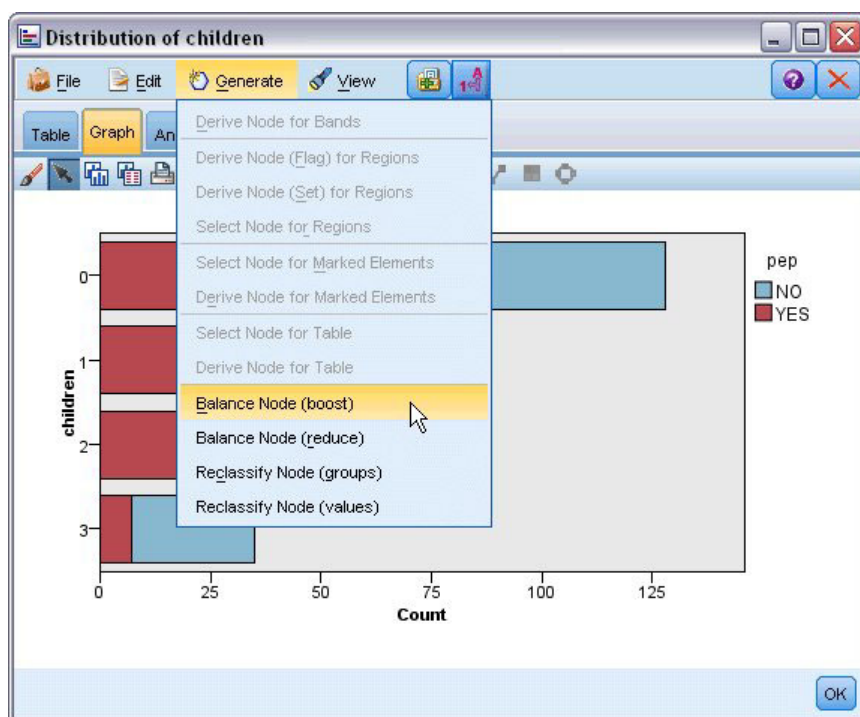 Distribution of children
File Edit Generate View
Table Graph An
Derive Node for Bands
Derive Node (Flag) for Regions
Derive Node (Set) for Regions
Select Node for Regions
Select Node for Marked Elements
Derive Node for Marked Elements
Select Node for Table
Derive Node for Table
Balance Node (boost)
Balance Node (reduce)
Reclassify Node (groups)
Reclassify Node (values)
pep
NO
YES
children
0
1
2
3
0 25 50 75 100 125
Count
OK